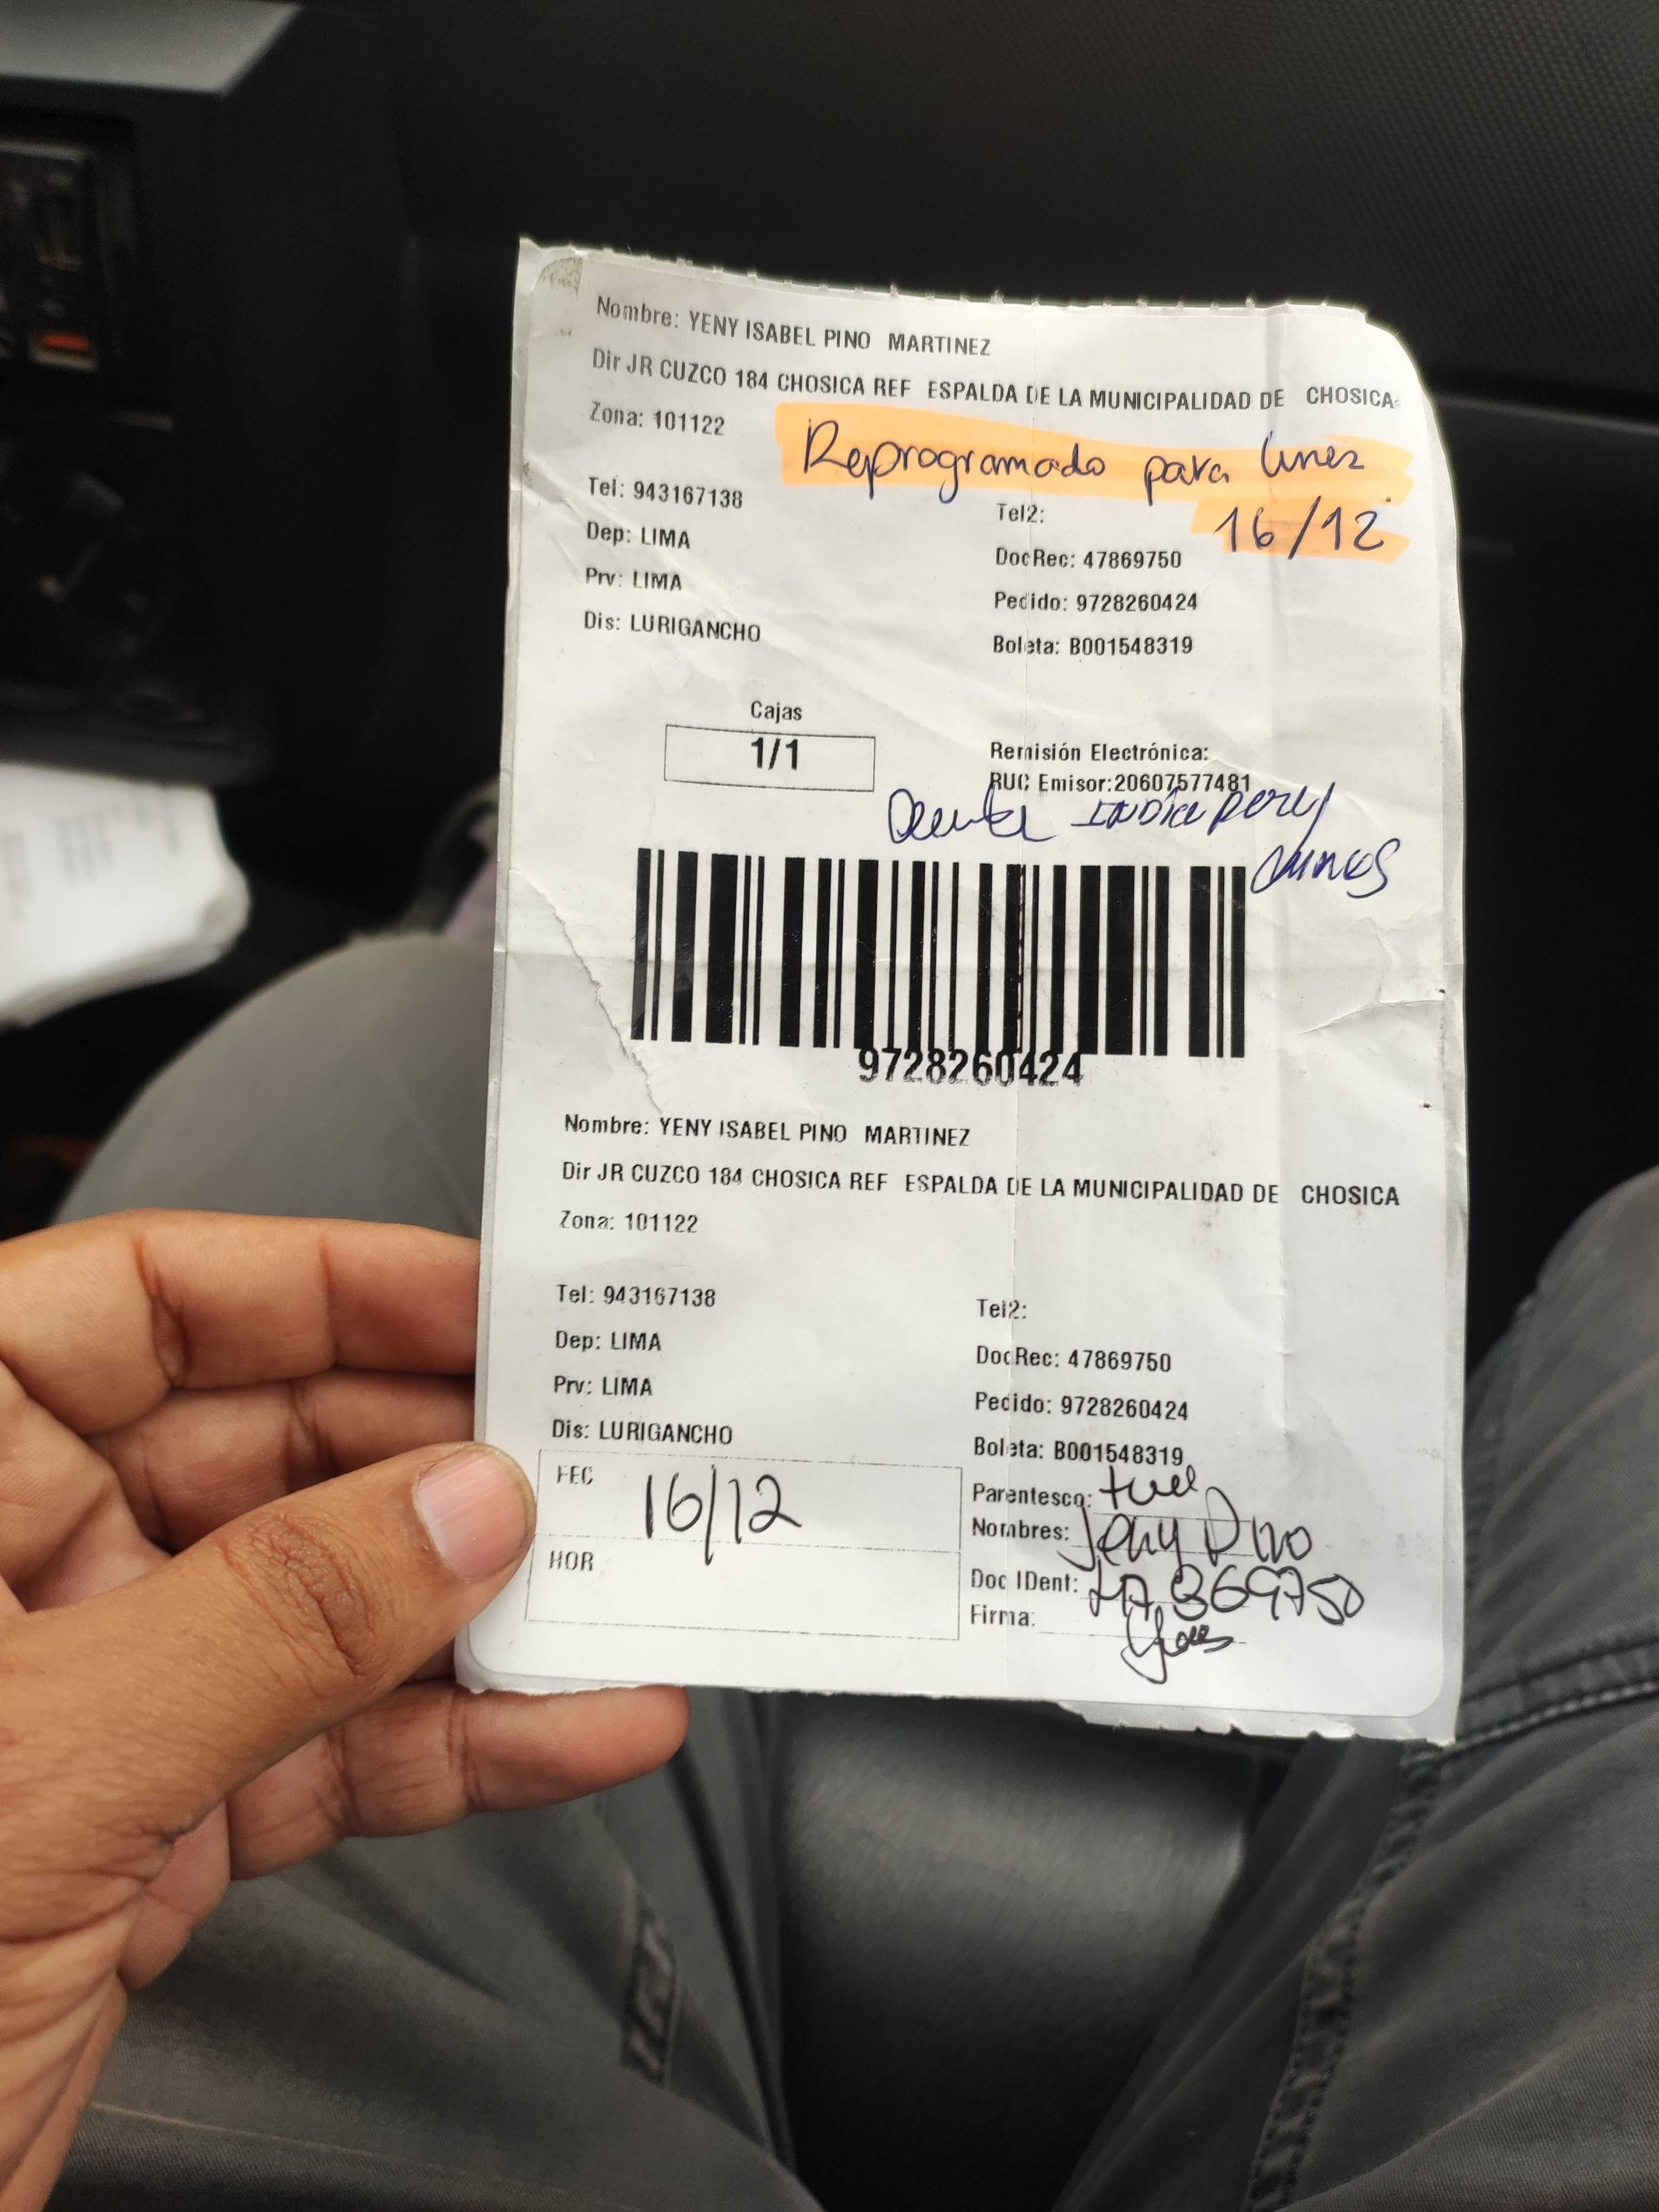 Nombre: YENY ISABEL PINO MARTINEZ
Dir JR CUZCO 184 CHOSICA REF ESPALDA DE LA MUNICIPALIDAD DE CHOSICA
Zona: 101122
Reprogramado para lunes
16/12
Tel: 943167138
Tel2:
Dep: LIMA
DocRec: 47869750
Prv: LIMA
Pedido: 9728260424
Dis: LURIGANCHO
Boleta: B001548319
Cajas
1/1
Remisión Electrónica:
RUC Emisor:20607577481
9728260424
Nombre: YENY ISABEL PINO MARTINEZ
Dir JR CUZCO 184 CHOSICA REF ESPALDA DE LA MUNICIPALIDAD DE CHOSICA
Zona: 101122
Tel: 943167138
Tel2:
Dep: LIMA
DocRec: 47869750
Prv: LIMA
Pedido: 9728260424
Dis: LURIGANCHO
Boleta: B001548319
FEC 16/12
HOR
Parentesco:
Nombres: Jeny Pino
Doc IDent: 47869750
Firma: